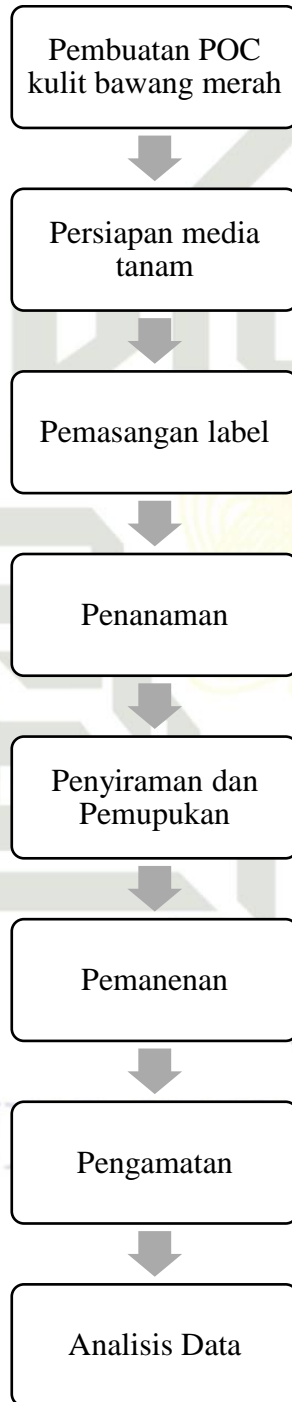 Pembuatan POC
kulit bawang merah
Persiapan media
tanam
Pemasangan label
Penanaman
Penyiraman dan
Pemupukan
Pemanenan
Pengamatan
Analisis Data